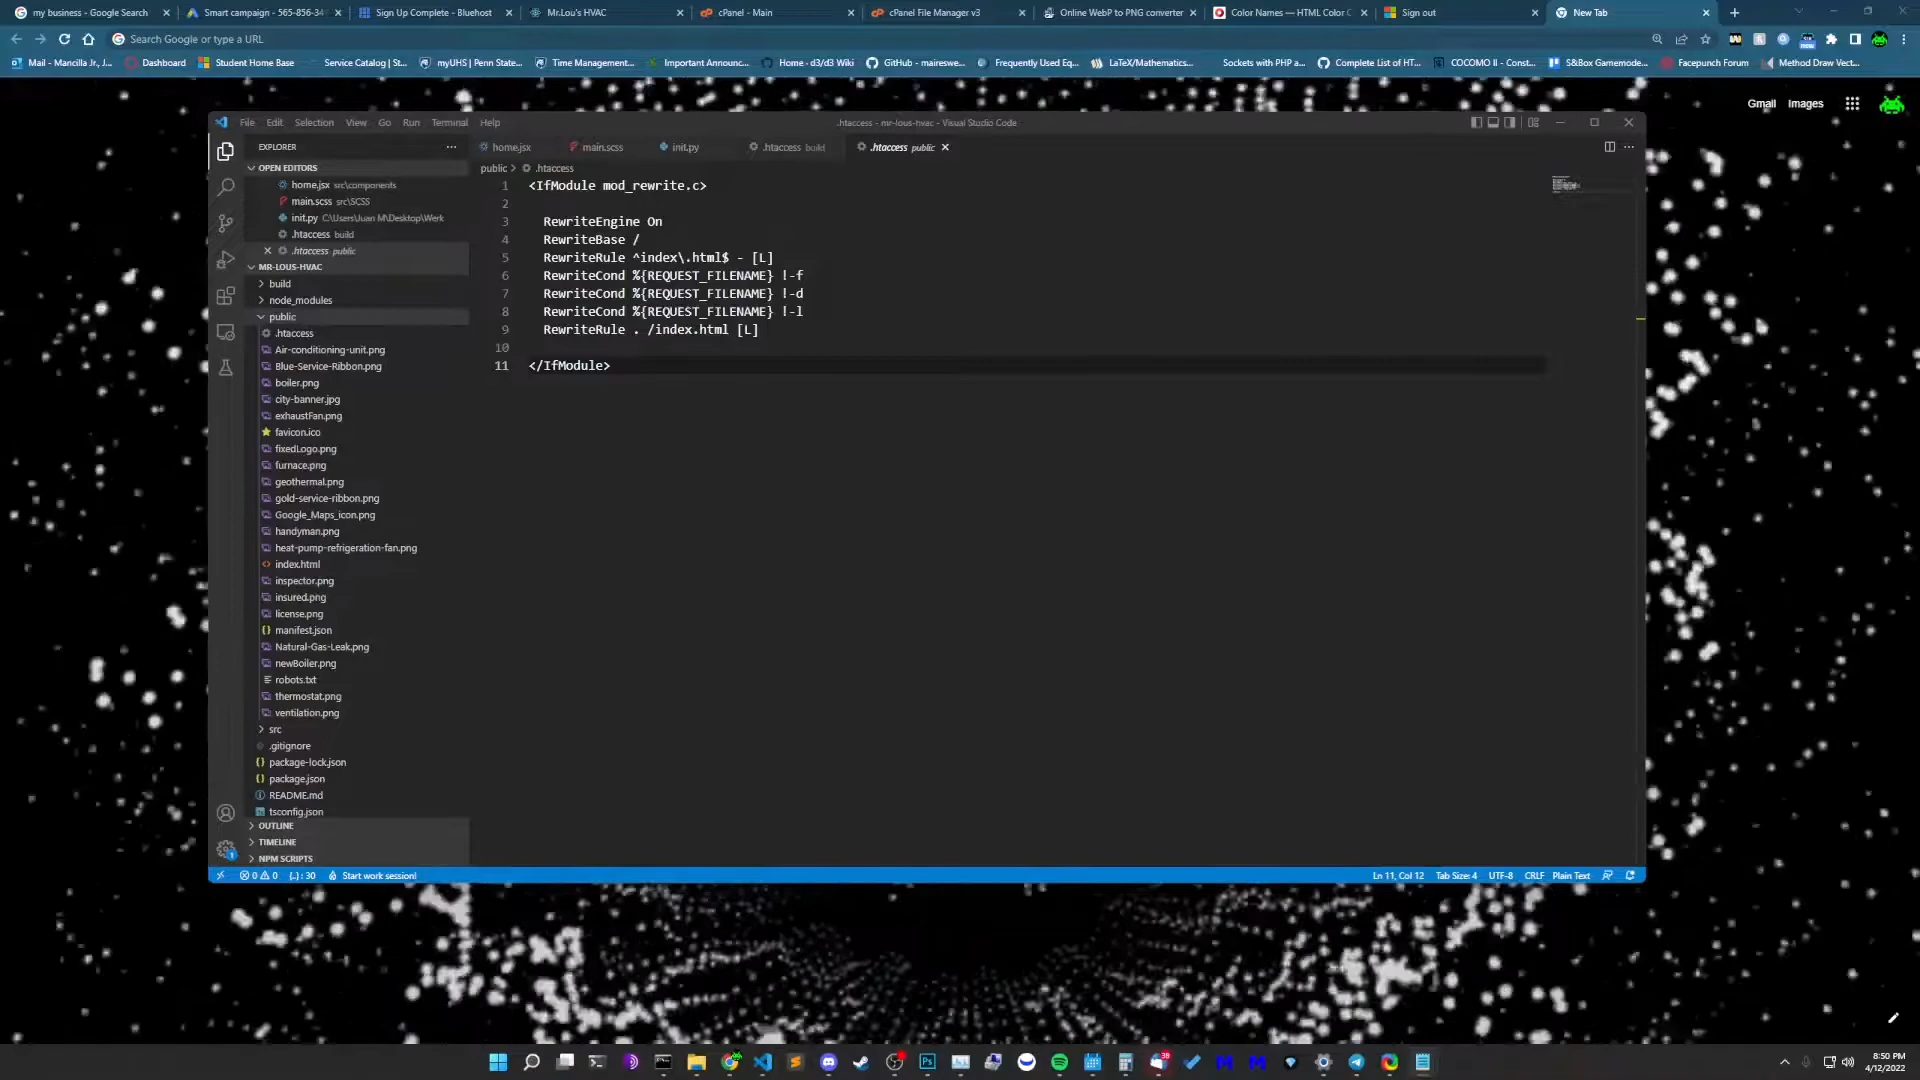 my business - Google Search
Smart campaign - 565-856-34
Sign Up Complete - Bluehost
Mr.Lou's HVAC
cPanel - Main
cPanel File Manager v3
Online WebP to PNG converter
Color Names — HTML Color C
Sign out
New Tab
Search Google or type a URL
Mail - Mancilla Jr., J...
Dashboard
Student Home Base
Service Catalog | St...
myUHS | Penn State...
Time Management...
Important Announc...
Home · d3/d3 Wiki
GitHub - maireswe...
Frequently Used Eq...
LaTeX/Mathematics...
Sockets with PHP a...
Complete List of HT...
COCOMO II - Const...
S&Box Gamemode...
Facepunch Forum
Method Draw Vect...
Gmail Images
File Edit Selection View Go Run Terminal Help
.htaccess - mr-lous-hvac - Visual Studio Code
EXPLORER
home.jsx
main.scss
init.py
.htaccess build
.htaccess public
OPEN EDITORS
home.jsx src\components
main.scss src\SCSS
init.py C:\Users\Juan M\Desktop\Werk
.htaccess build
.htaccess public
MR-LOUS-HVAC
build
node_modules
public
.htaccess
Air-conditioning-unit.png
Blue-Service-Ribbon.png
boiler.png
city-banner.jpg
exhaustFan.png
favicon.ico
fixedLogo.png
furnace.png
geothermal.png
gold-service-ribbon.png
Google_Maps_icon.png
handyman.png
heat-pump-refrigeration-fan.png
index.html
inspector.png
insured.png
license.png
manifest.json
Natural-Gas-Leak.png
newBoiler.png
robots.txt
thermostat.png
ventilation.png
src
.gitignore
package-lock.json
package.json
README.md
tsconfig.json
OUTLINE
TIMELINE
NPM SCRIPTS
public > .htaccess
1 <IfModule mod_rewrite.c>
2
3 RewriteEngine On
4 RewriteBase /
5 RewriteRule ^index\.html$ - [L]
6 RewriteCond %{REQUEST_FILENAME} !-f
7 RewriteCond %{REQUEST_FILENAME} !-d
8 RewriteCond %{REQUEST_FILENAME} !-l
9 RewriteRule . /index.html [L]
10
11 </IfModule>
0 0 {..} : 30 Start work session!
Ln 11, Col 12 Tab Size: 4 UTF-8 CRLF Plain Text
8:50 PM
4/12/2022